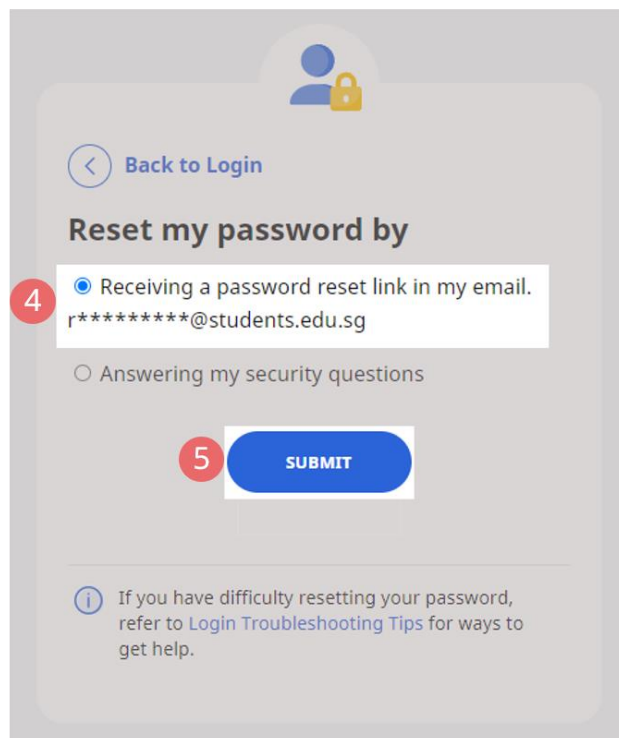 Back to Login
Reset my password by
4
Receiving a password reset link in my email.
r*********@students.edu.sg
Answering my security questions
5
SUBMIT
If you have difficulty resetting your password,
refer to Login Troubleshooting Tips for ways to
get help.